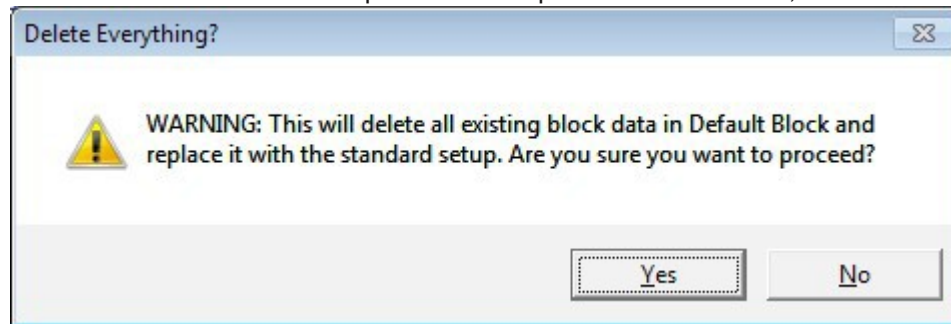 Delete Everything?
WARNING: This will delete all existing block data in Default Block and
replace it with the standard setup. Are you sure you want to proceed?
Yes
No